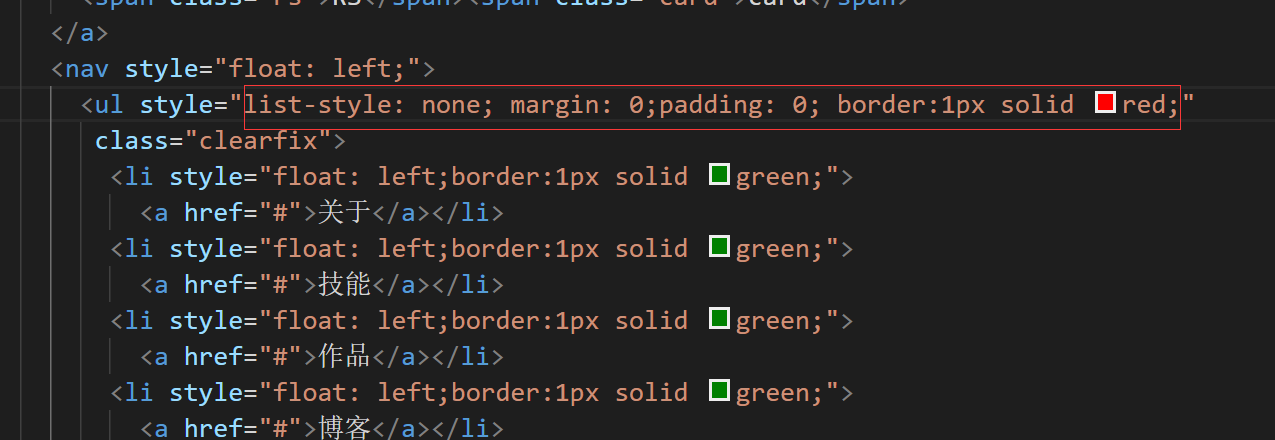 <span class="rs">RS</span><span class="card">card</span>
</a>
<nav style="float: left;">
<ul style="list-style: none; margin: 0;padding: 0; border:1px solid red;"
class="clearfix">
<li style="float: left;border:1px solid green;">
<a href="#">关于</a></li>
<li style="float: left;border:1px solid green;">
<a href="#">技能</a></li>
<li style="float: left;border:1px solid green;">
<a href="#">作品</a></li>
<li style="float: left;border:1px solid green;">
<a href="#">博客</a></li>